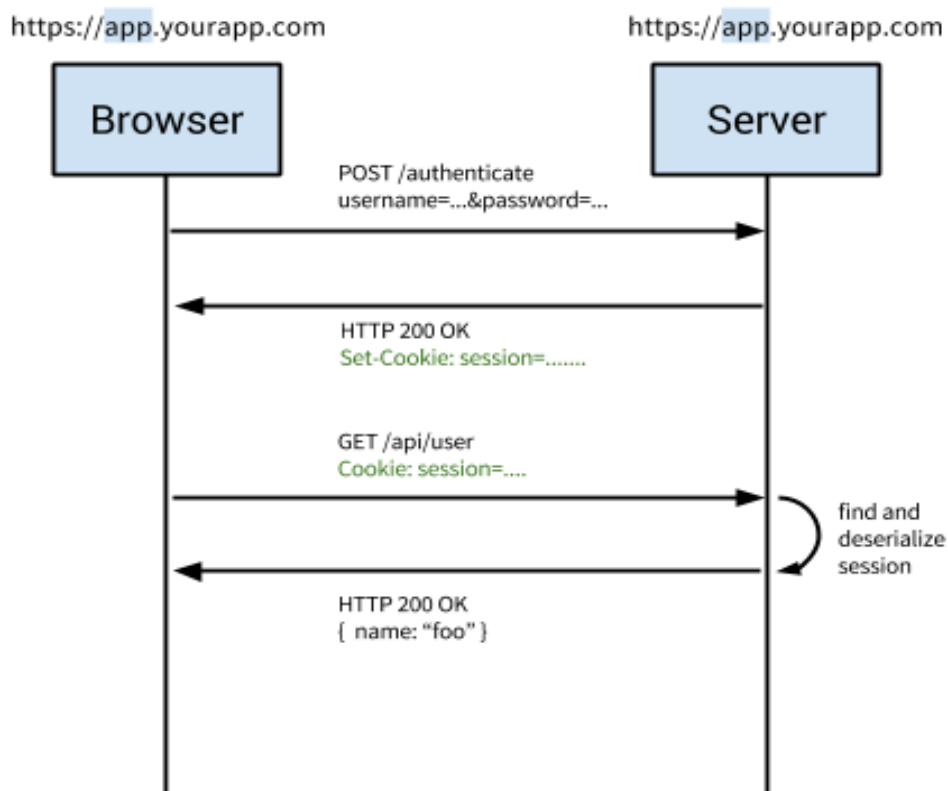 https://app.yourapp.com
https://app.yourapp.com
Browser
Server
POST /authenticate
username=...&password=...
HTTP 200 OK
Set-Cookie: session=.......
GET /api/user
Cookie: session=....
find and
deserialize
session
HTTP 200 OK
{ name: “foo” }